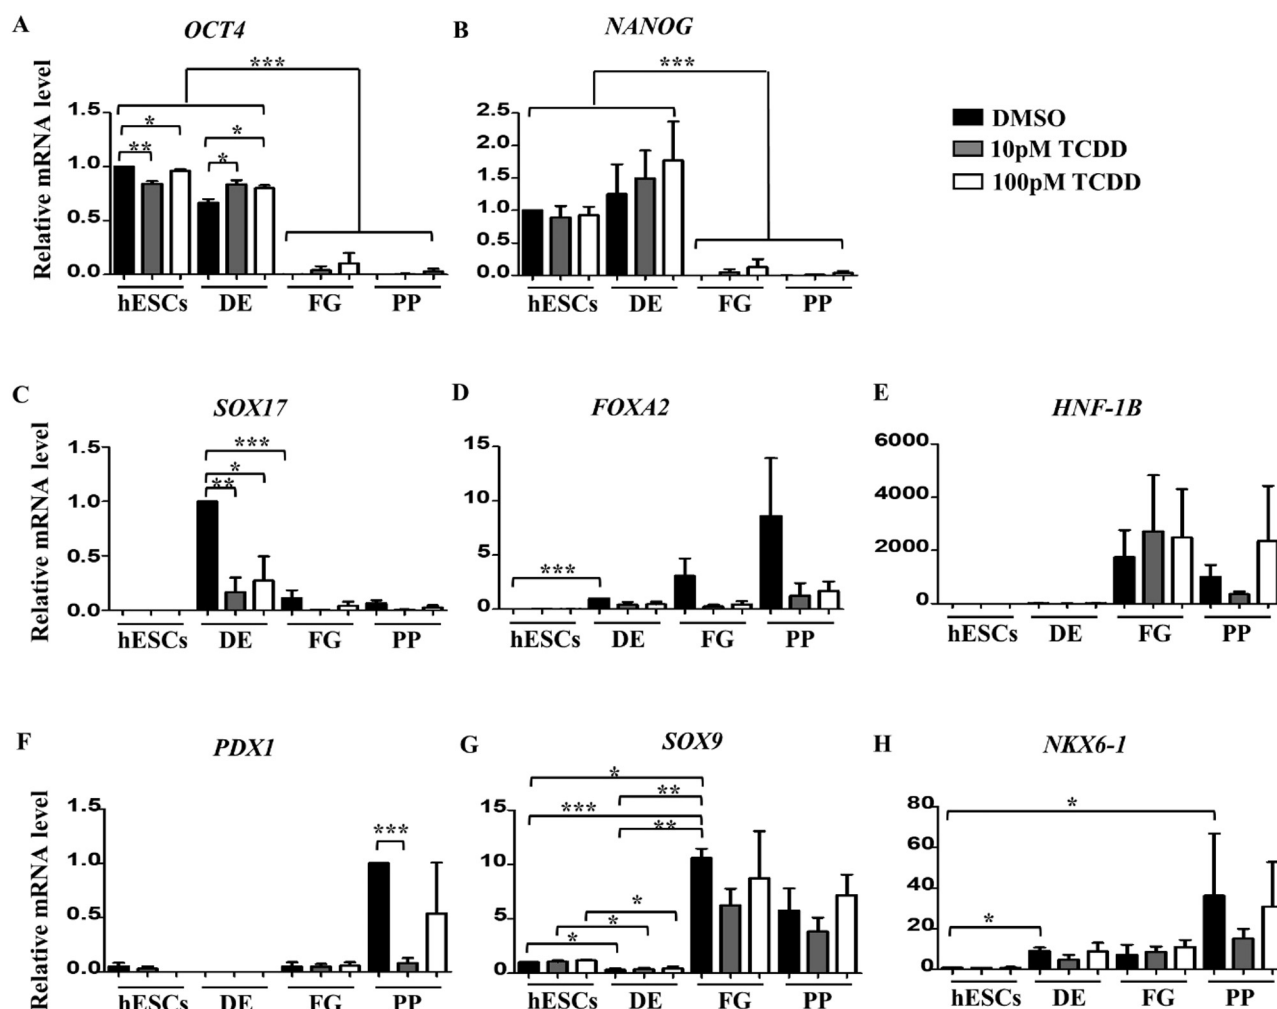 A
OCT4
Relative mRNA level
***
1.5
1.0
0.5
0.0
*
**
*
*
hESCs DE FG PP
B
NANOG
***
2.5
2.0
1.5
1.0
0.5
0.0
hESCs DE FG PP
DMSO
10pM TCDD
100pM TCDD
C
SOX17
Relative mRNA level
1.5
1.0
0.5
0.0
***
*
**
hESCs DE FG PP
D
FOXA2
15
10
5
0
***
hESCs DE FG PP
E
HNF-1B
6000
4000
2000
0
hESCs DE FG PP
F
PDX1
Relative mRNA level
1.5
1.0
0.5
0.0
***
hESCs DE FG PP
G
SOX9
15
10
5
0
*
**
***
**
*
*
*
hESCs DE FG PP
H
NKX6-1
80
60
40
20
0
*
*
hESCs DE FG PP